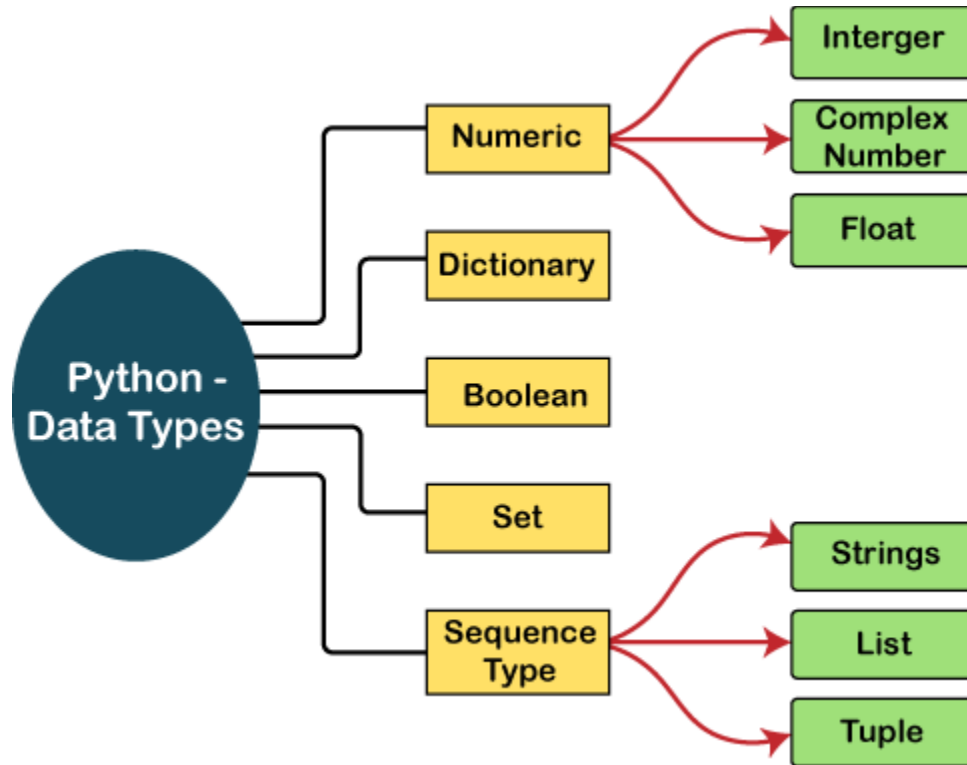 Python -
Data Types
Numeric
Dictionary
Boolean
Set
Sequence
Type
Interger
Complex
Number
Float
Strings
List
Tuple